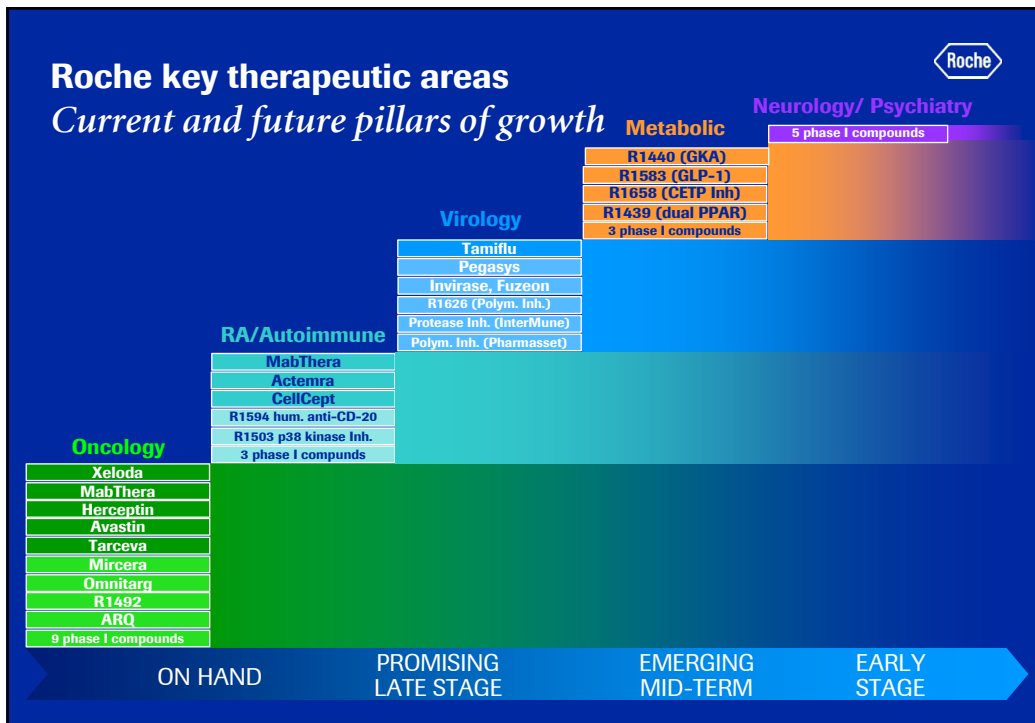 Roche key therapeutic areas
Current and future pillars of growth
Roche
Neurology/ Psychiatry
5 phase I compounds
Metabolic
R1440 (GKA)
R1583 (GLP-1)
R1658 (CETP Inh)
R1439 (dual PPAR)
3 phase I compounds
Virology
Tamiflu
Pegasys
Invirase, Fuzeon
R1626 (Polym. Inh.)
Protease Inh. (InterMune)
Polym. Inh. (Pharmasset)
RA/Autoimmune
MabThera
Actemra
CellCept
R1594 hum. anti-CD-20
R1503 p38 kinase Inh.
3 phase I compunds
Oncology
Xeloda
MabThera
Herceptin
Avastin
Tarceva
Mircera
Omnitarg
R1492
ARQ
9 phase I compounds
ON HAND
PROMISING
LATE STAGE
EMERGING
MID-TERM
EARLY
STAGE